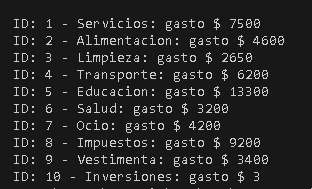 ID: 1 - Servicios: gasto $ 7500
ID: 2 - Alimentacion: gasto $ 4600
ID: 3 - Limpieza: gasto $ 2650
ID: 4 - Transporte: gasto $ 6200
ID: 5 - Educacion: gasto $ 13300
ID: 6 - Salud: gasto $ 3200
ID: 7 - Ocio: gasto $ 4200
ID: 8 - Impuestos: gasto $ 9200
ID: 9 - Vestimenta: gasto $ 3400
ID: 10 - Inversiones: gasto $ 3